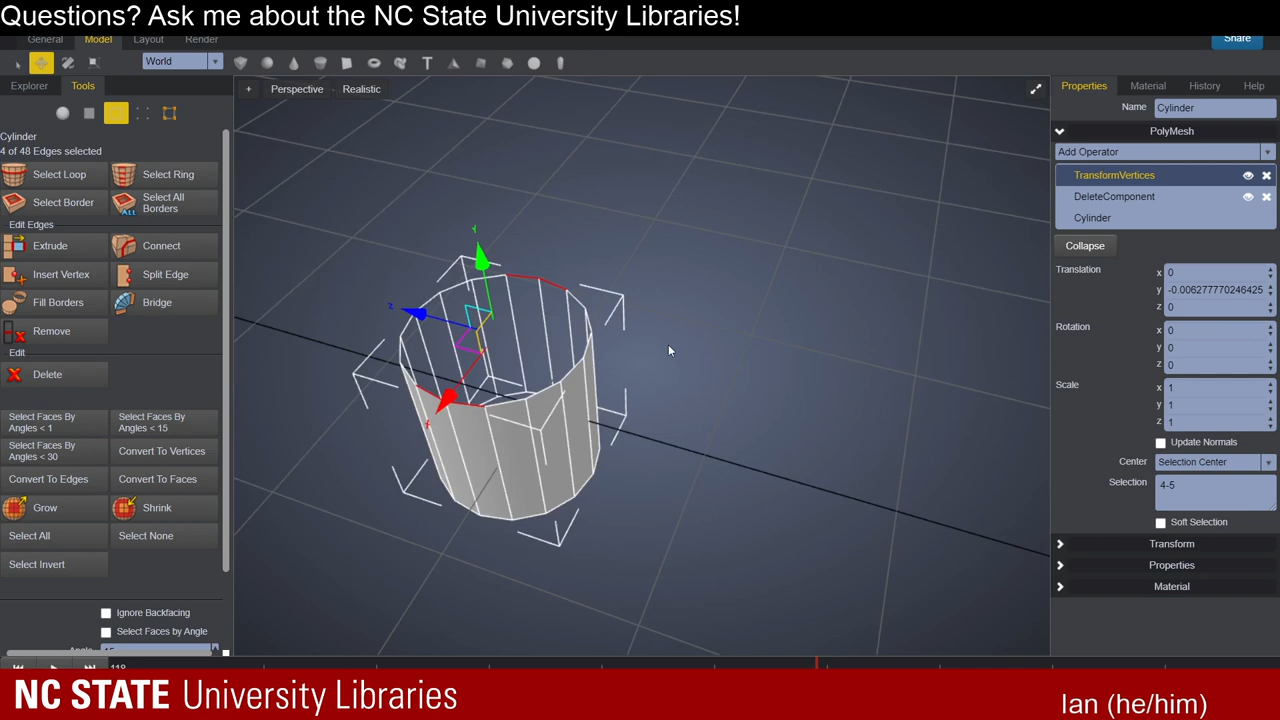 Questions? Ask me about the NC State University Libraries!
General Model Layout Render
Share
World
Explorer Tools
+ Perspective Realistic
Properties Material History Help
Name Cylinder
PolyMesh
Add Operator
TransformVertices
DeleteComponent
Cylinder
Collapse
Translation x 0
y -0.006277770246425
z 0
Rotation x 0
y 0
z 0
Scale x 1
y 1
z 1
Update Normals
Center Selection Center
Selection 4-5
Soft Selection
Transform
Properties
Material
Cylinder
4 of 48 Edges selected
Select Loop Select Ring
Select Border Select All Borders
ALL
Edit Edges
Extrude Connect
Insert Vertex Split Edge
Fill Borders Bridge
Remove
Edit
Delete
Select Faces By Angles < 1 Select Faces By Angles < 15
Select Faces By Angles < 30 Convert To Vertices
Convert To Edges Convert To Faces
Grow Shrink
Select All Select None
Select Invert
Ignore Backfacing
Select Faces by Angle
Angle 15
Y
z
x
118
NC STATE University Libraries
Ian (he/him)